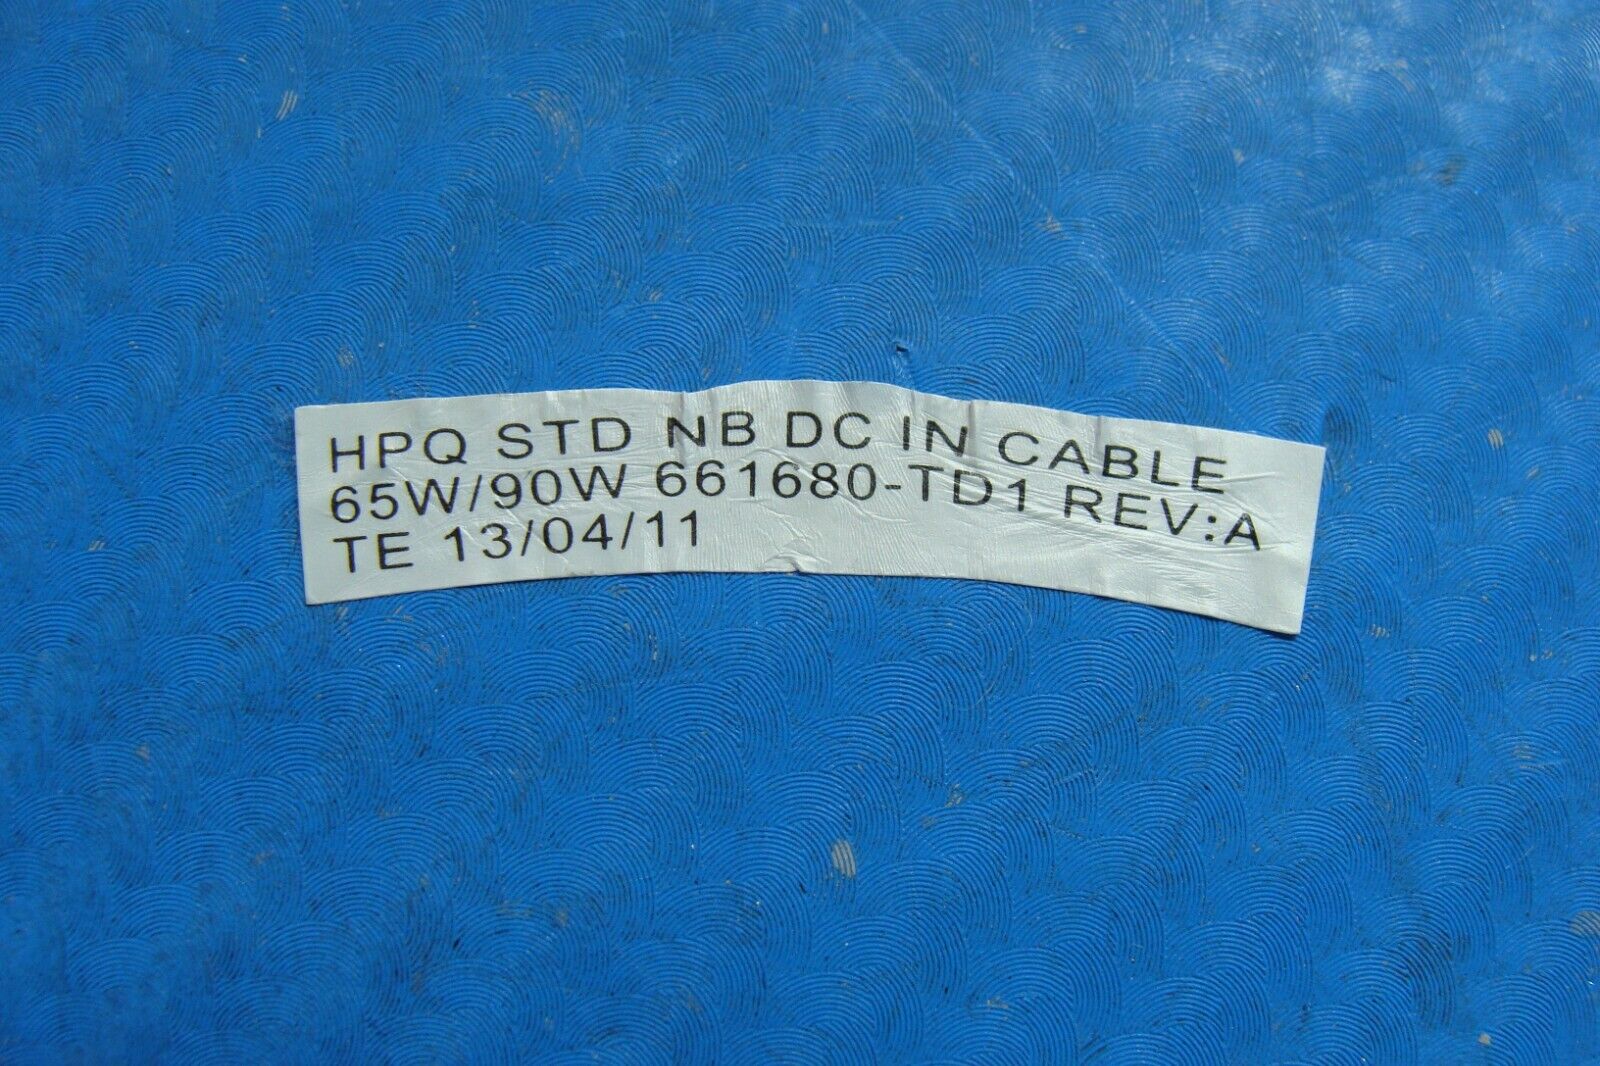 HPQ STD NB DC IN CABLE
65W/90W 661680-TD1 REV:A
TE 13/04/11